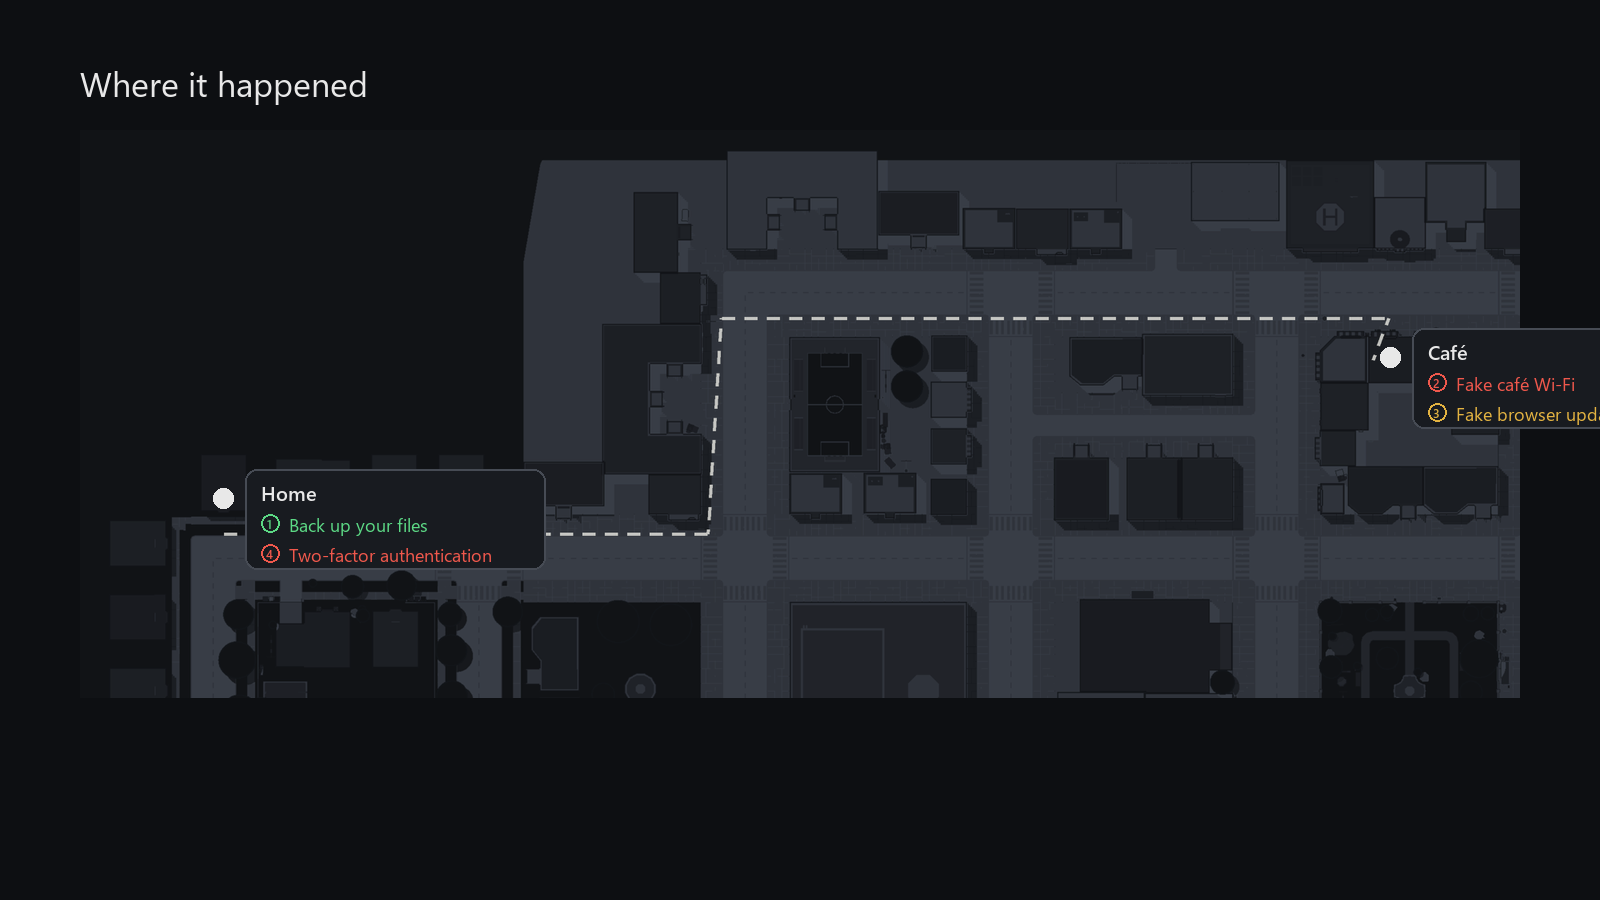 Where it happened
H
Café
2 Fake café Wi-Fi
3 Fake browser upda
Home
1 Back up your files
4 Two-factor authentication